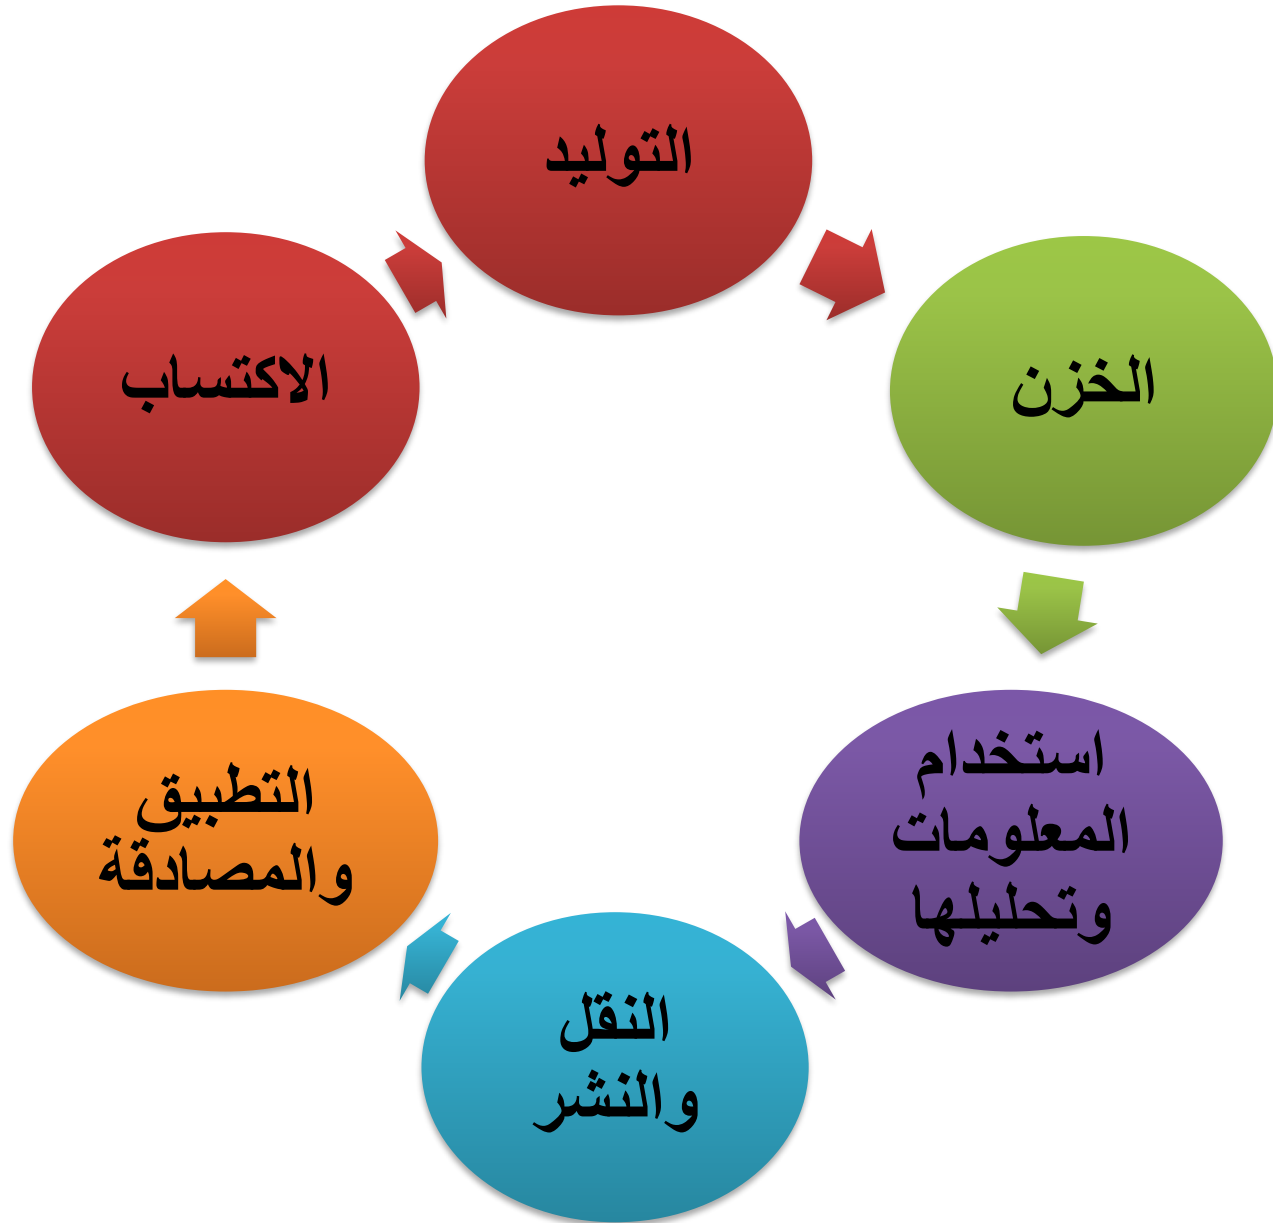 التوليد
الخزن
استخدام
المعلومات
وتحليلها
النقل
والنشر
التطبيق
والمصادقة
الاكتساب